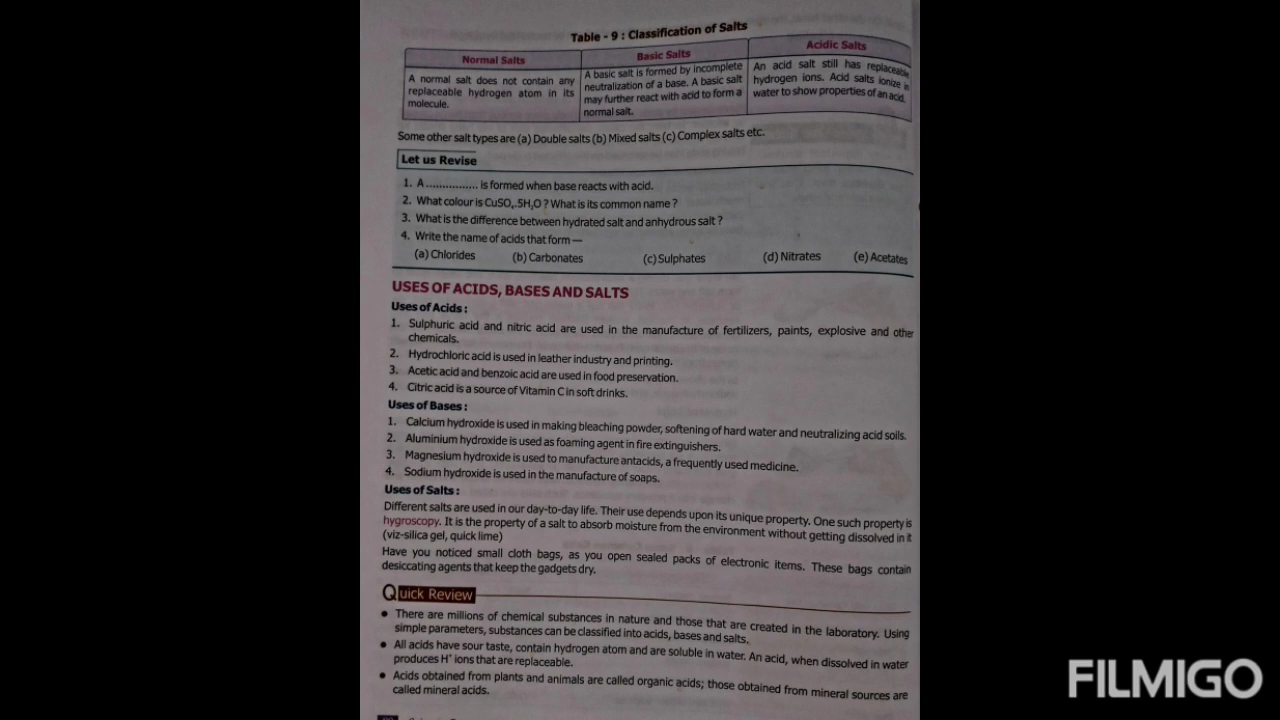 Table - 9 : Classification of Salts
Normal Salts
A normal salt does not contain any
replaceable hydrogen atom in its
molecule.
Basic Salts
A basic salt is formed by incomplete
neutralization of a base. A basic salt
may further react with acid to form a
normal salt.
Acidic Salts
An acid salt still has replaceable
hydrogen ions. Acid salts ionize in
water to show properties of an acid.
Some other salt types are (a) Double salts (b) Mixed salts (c) Complex salts etc.
Let us Revise
1. A ................ is formed when base reacts with acid.
2. What colour is CuSO₄.5H₂O ? What is its common name ?
3. What is the difference between hydrated salt and anhydrous salt ?
4. Write the name of acids that form —
(a) Chlorides (b) Carbonates (c) Sulphates (d) Nitrates (e) Acetates
USES OF ACIDS, BASES AND SALTS
Uses of Acids :
1. Sulphuric acid and nitric acid are used in the manufacture of fertilizers, paints, explosive and other
chemicals.
2. Hydrochloric acid is used in leather industry and printing.
3. Acetic acid and benzoic acid are used in food preservation.
4. Citric acid is a source of Vitamin C in soft drinks.
Uses of Bases :
1. Calcium hydroxide is used in making bleaching powder, softening of hard water and neutralizing acid soils.
2. Aluminium hydroxide is used as foaming agent in fire extinguishers.
3. Magnesium hydroxide is used to manufacture antacids, a frequently used medicine.
4. Sodium hydroxide is used in the manufacture of soaps.
Uses of Salts :
Different salts are used in our day-to-day life. Their use depends upon its unique property. One such property is
hygroscopy. It is the property of a salt to absorb moisture from the environment without getting dissolved in it
(viz-silica gel, quick lime)
Have you noticed small cloth bags, as you open sealed packs of electronic items. These bags contain
desiccating agents that keep the gadgets dry.
Quick Review
• There are millions of chemical substances in nature and those that are created in the laboratory. Using
simple parameters, substances can be classified into acids, bases and salts.
• All acids have sour taste, contain hydrogen atom and are soluble in water. An acid, when dissolved in water
produces H⁺ ions that are replaceable.
• Acids obtained from plants and animals are called organic acids; those obtained from mineral sources are
called mineral acids.
FILMIGO